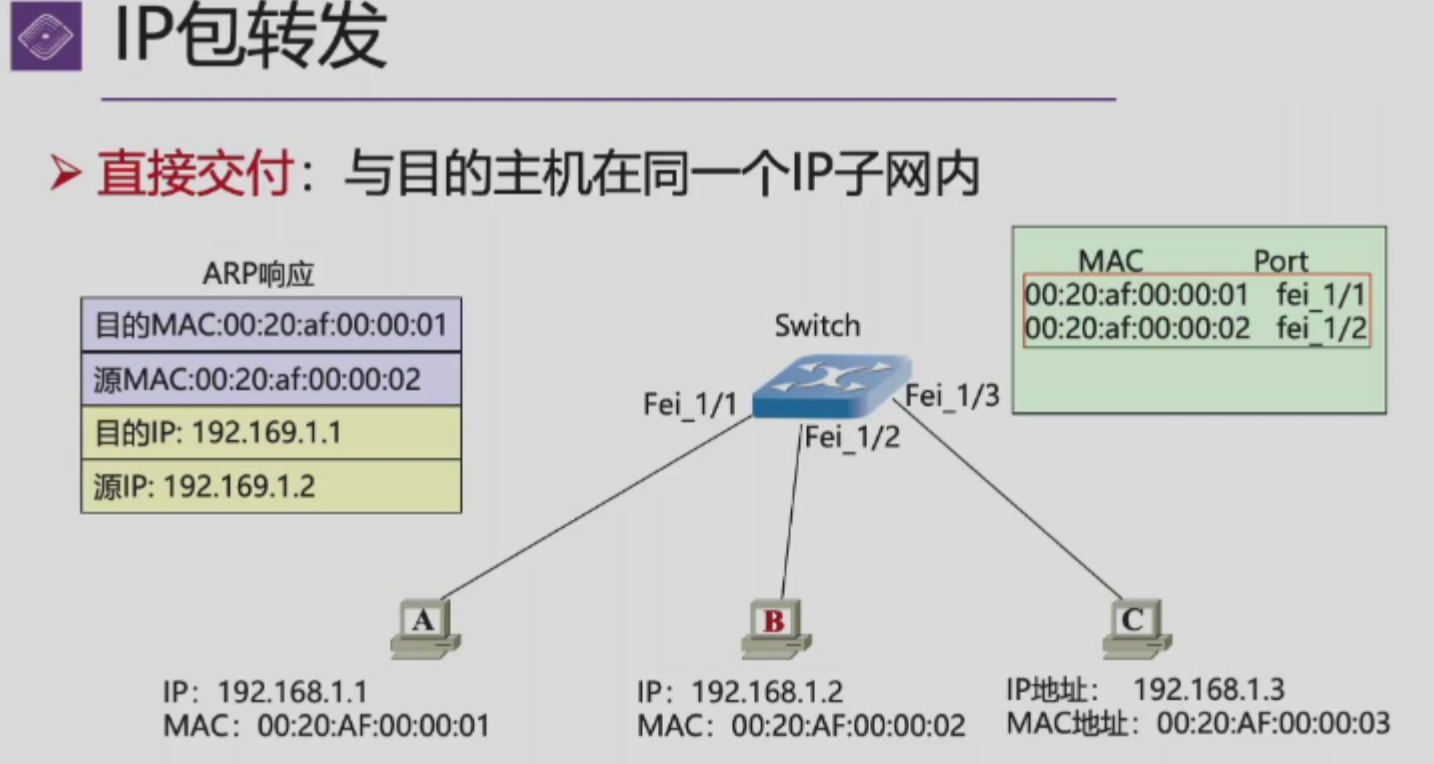 IP包转发
直接交付：与目的主机在同一个IP子网内
ARP响应
目的MAC:00:20:af:00:00:01
源MAC:00:20:af:00:00:02
目的IP: 192.169.1.1
源IP: 192.169.1.2
Switch
Fei_1/1
Fei_1/2
Fei_1/3
MAC Port
00:20:af:00:00:01 fei_1/1
00:20:af:00:00:02 fei_1/2
A
B
C
IP：192.168.1.1
MAC：00:20:AF:00:00:01
IP：192.168.1.2
MAC：00:20:AF:00:00:02
IP地址： 192.168.1.3
MAC地址：00:20:AF:00:00:03